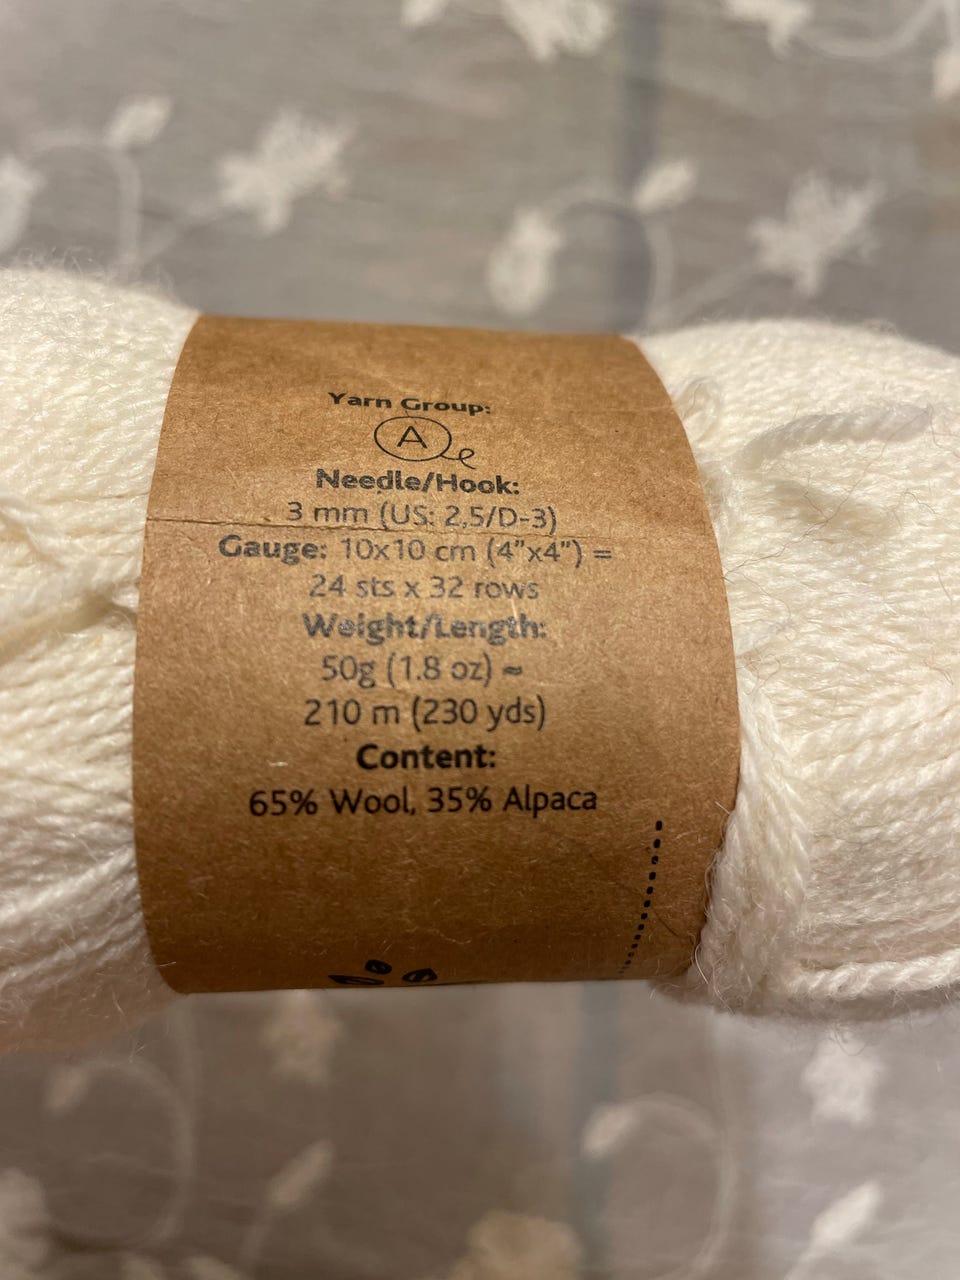 Yarn Group:
A
Needle/Hook:
3 mm (US: 2,5/D-3)
Gauge: 10x10 cm (4”x4”) =
24 sts x 32 rows
Weight/Length:
50g (1.8 oz) ≈
210 m (230 yds)
Content:
65% Wool, 35% Alpaca